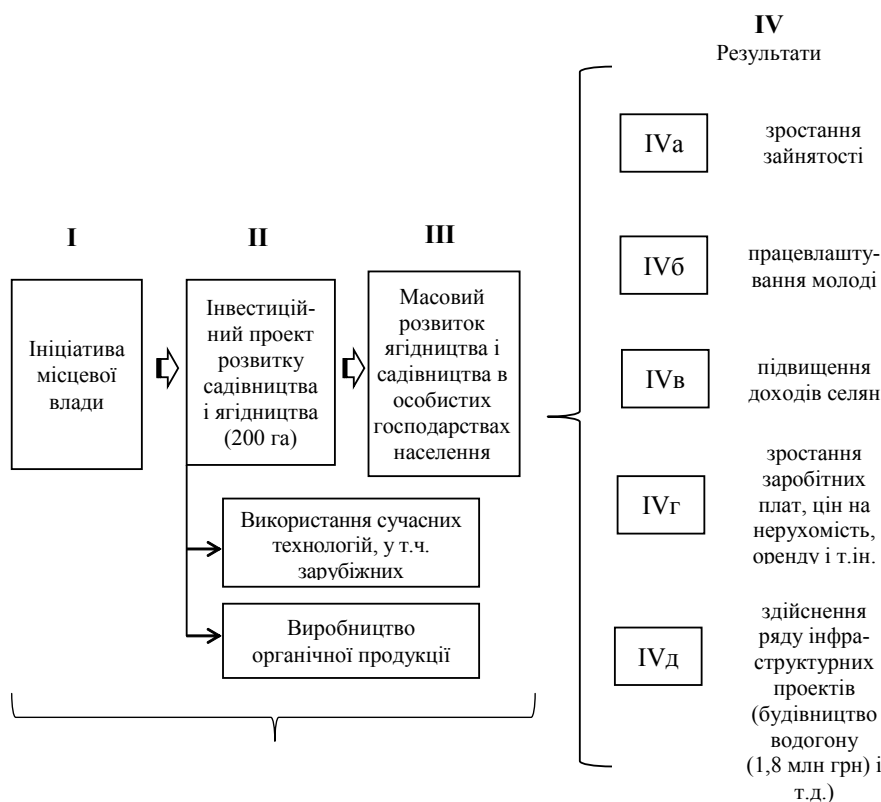 I
Ініціатива
місцевої
влади
II
Інвестицій-
ний проект
розвитку
садівництва
і ягідництва
(200 га)
Використання сучасних
технологій, у т.ч.
зарубіжних
Виробництво
органічної продукції
III
Масовий
розвиток
ягідництва і
садівництва в
особистих
господарствах
населення
IV
Результати
IVа
зростання
зайнятості
IVб
працевлашту-
вання молоді
IVв
підвищення
доходів селян
IVг
зростання
заробітних
плат, цін на
нерухомість,
оренду і т.ін.
IVд
здійснення
ряду інфра-
структурних
проектів
(будівництво
водогону
(1,8 млн грн) і
т.д.)